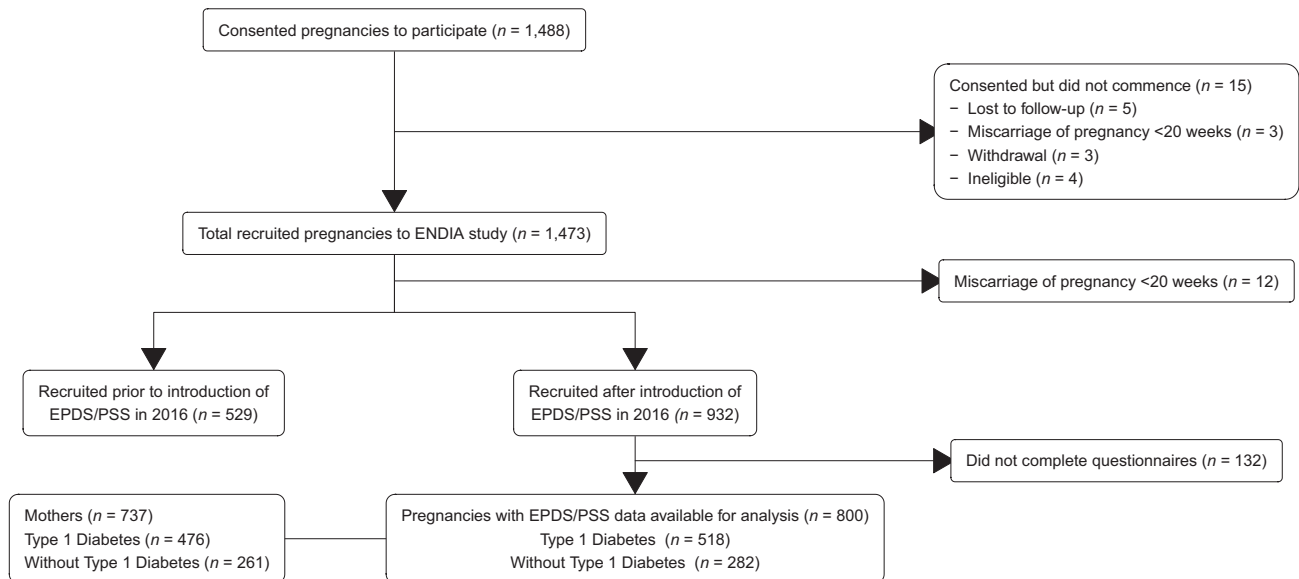 Consented pregnancies to participate (n = 1,488)
Consented but did not commence (n = 15)
− Lost to follow-up (n = 5)
− Miscarriage of pregnancy <20 weeks (n = 3)
− Withdrawal (n = 3)
− Ineligible (n = 4)
Total recruited pregnancies to ENDIA study (n = 1,473)
Miscarriage of pregnancy <20 weeks (n = 12)
Recruited prior to introduction of
EPDS/PSS in 2016 (n = 529)
Recruited after introduction of
EPDS/PSS in 2016 (n = 932)
Did not complete questionnaires (n = 132)
Mothers (n = 737)
Type 1 Diabetes (n = 476)
Without Type 1 Diabetes (n = 261)
Pregnancies with EPDS/PSS data available for analysis (n = 800)
Type 1 Diabetes (n = 518)
Without Type 1 Diabetes (n = 282)